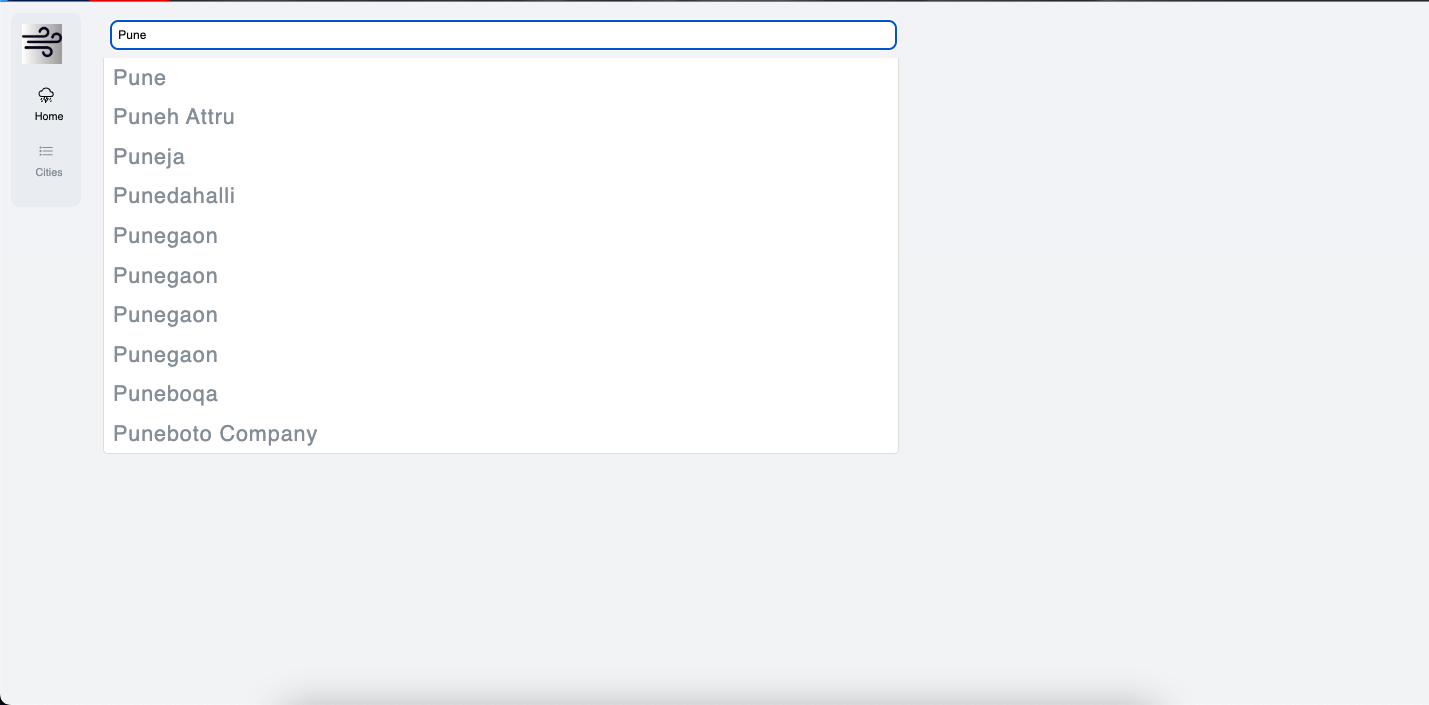 Pune
Home
Cities
Pune
Puneh Attru
Puneja
Punedahalli
Punegaon
Punegaon
Punegaon
Punegaon
Puneboqa
Puneboto Company